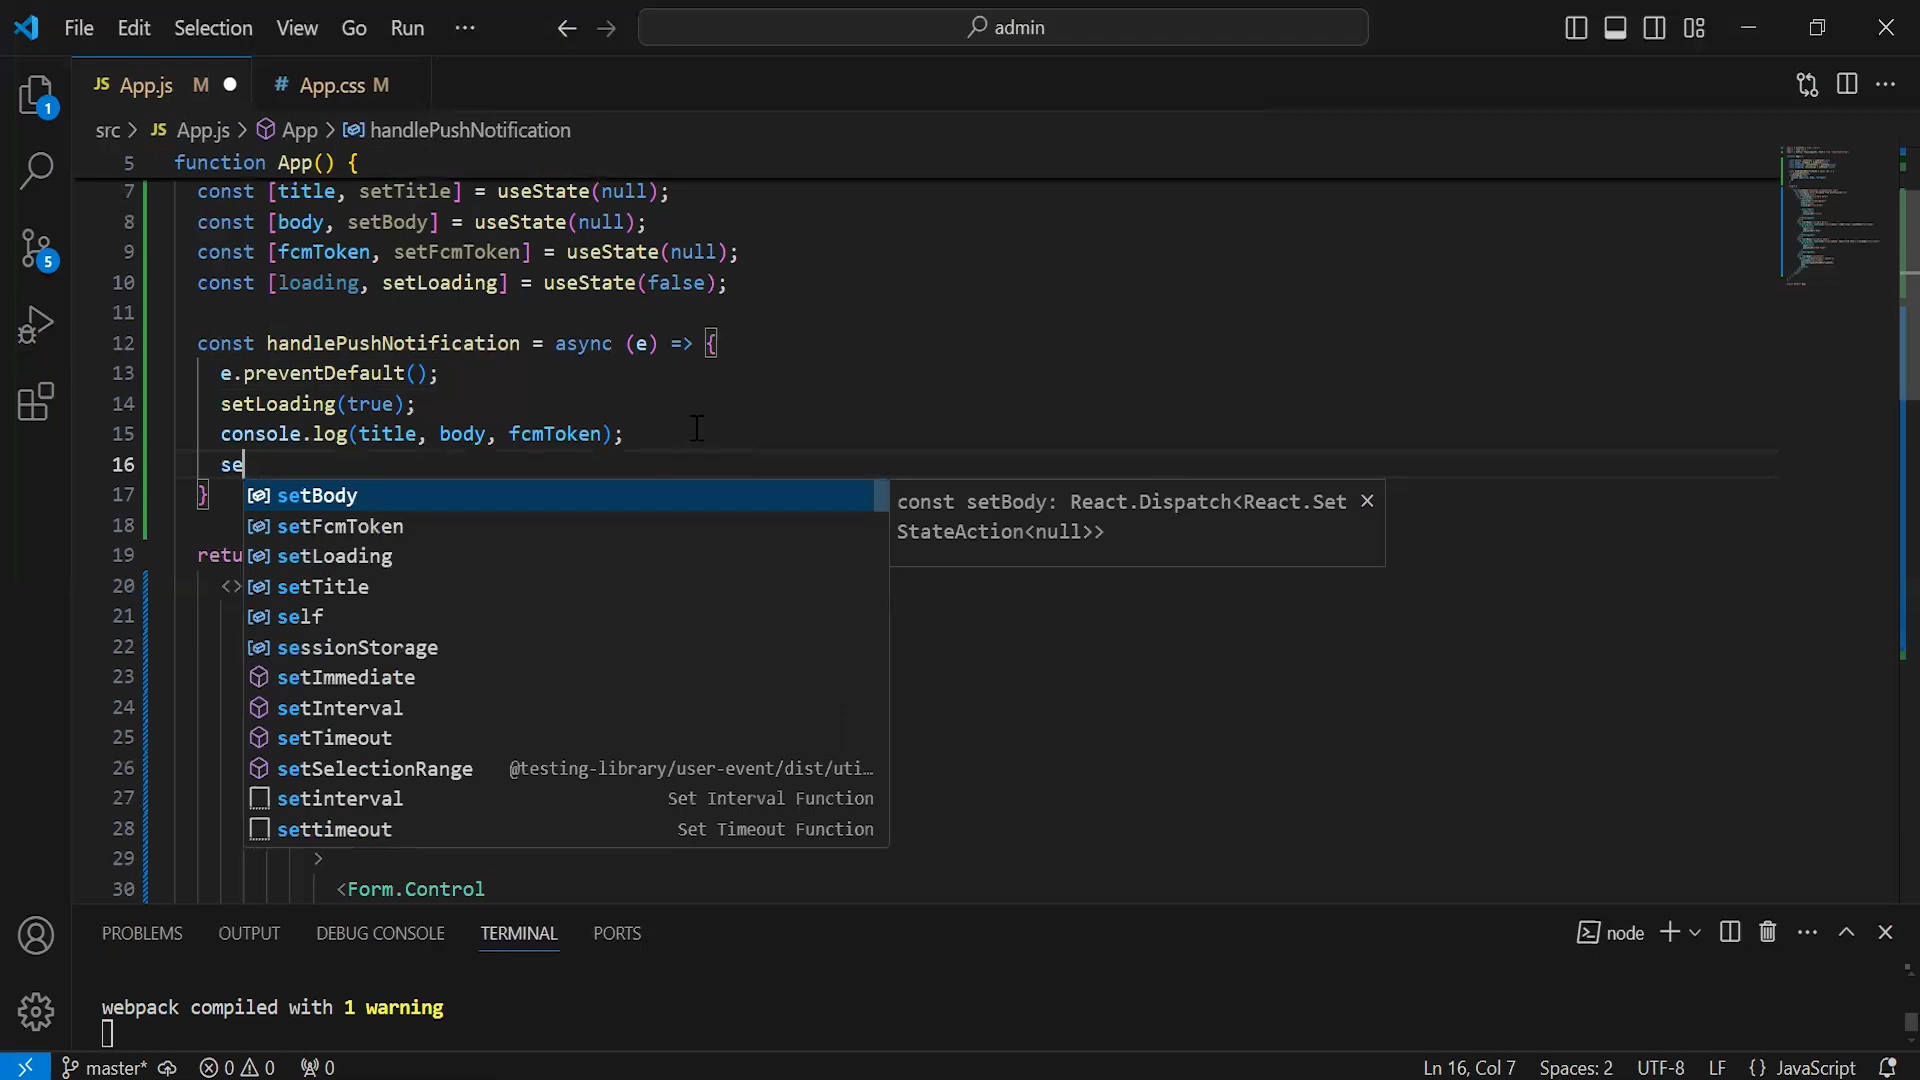 File Edit Selection View Go Run ··· admin
JS App.js M # App.css M
src > JS App.js > App > handlePushNotification
5 function App() {
7 const [title, setTitle] = useState(null);
8 const [body, setBody] = useState(null);
9 const [fcmToken, setFcmToken] = useState(null);
10 const [loading, setLoading] = useState(false);
11
12 const handlePushNotification = async (e) => {
13 e.preventDefault();
14 setLoading(true);
15 console.log(title, body, fcmToken);
16 se
17 } setBody const setBody: React.Dispatch<React.Set
StateAction<null>>
18 setFcmToken
19 retu setLoading
20 <> setTitle
21 self
22 sessionStorage
23 setImmediate
24 setInterval
25 setTimeout
26 setSelectionRange @testing-library/user-event/dist/uti…
27 setinterval Set Interval Function
28 settimeout Set Timeout Function
29 >
30 <Form.Control
PROBLEMS OUTPUT DEBUG CONSOLE TERMINAL PORTS node
webpack compiled with 1 warning
master* 0 0 0 Ln 16, Col 7 Spaces: 2 UTF-8 LF {} JavaScript
1
5